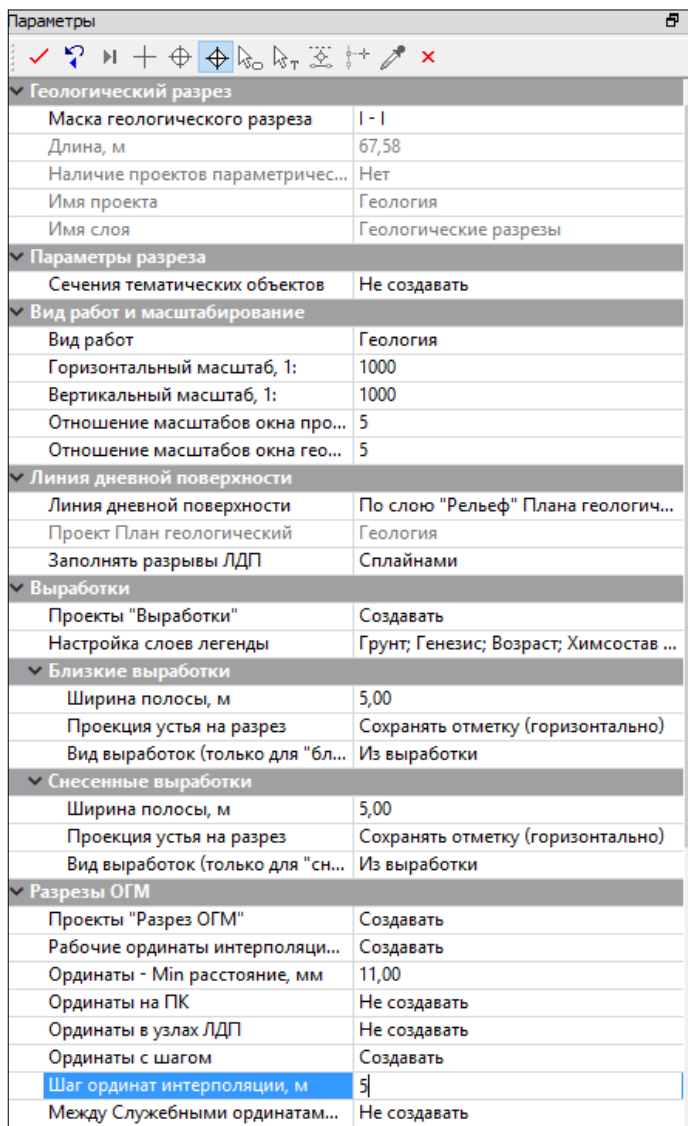 Параметры
Геологический разрез
Маска геологического разреза I - I
Длина, м 67,58
Наличие проектов параметричес... Нет
Имя проекта Геология
Имя слоя Геологические разрезы
Параметры разреза
Сечения тематических объектов Не создавать
Вид работ и масштабирование
Вид работ Геология
Горизонтальный масштаб, 1: 1000
Вертикальный масштаб, 1: 1000
Отношение масштабов окна про... 5
Отношение масштабов окна гео... 5
Линия дневной поверхности
Линия дневной поверхности По слою "Рельеф" Плана геологич...
Проект План геологический Геология
Заполнять разрывы ЛДП Сплайнами
Выработки
Проекты "Выработки" Создавать
Настройка слоев легенды Грунт; Генезис; Возраст; Химсостав ...
Близкие выработки
Ширина полосы, м 5,00
Проекция устья на разрез Сохранять отметку (горизонтально)
Вид выработок (только для "бл... Из выработки
Снесенные выработки
Ширина полосы, м 5,00
Проекция устья на разрез Сохранять отметку (горизонтально)
Вид выработок (только для "сн... Из выработки
Разрезы ОГМ
Проекты "Разрез ОГМ" Создавать
Рабочие ординаты интерполяци... Создавать
Ординаты - Min расстояние, мм 11,00
Ординаты на ПК Не создавать
Ординаты в узлах ЛДП Не создавать
Ординаты с шагом Создавать
Шаг ординат интерполяции, м 5
Между Служебными ординатам... Не создавать